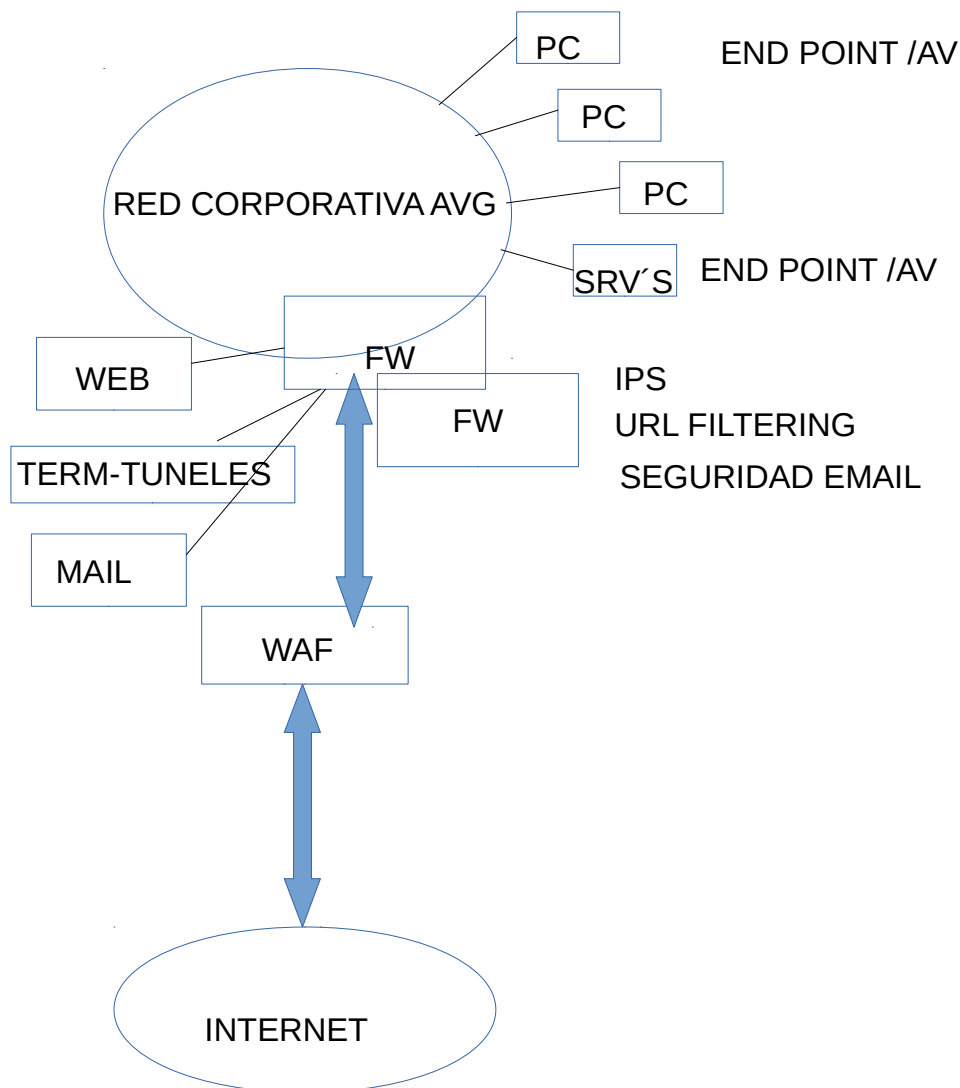 PC
END POINT /AV
PC
RED CORPORATIVA AVG
PC
SRV´S
END POINT /AV
FW
WEB
IPS
FW
URL FILTERING
TERM-TUNELES
SEGURIDAD EMAIL
MAIL
WAF
INTERNET